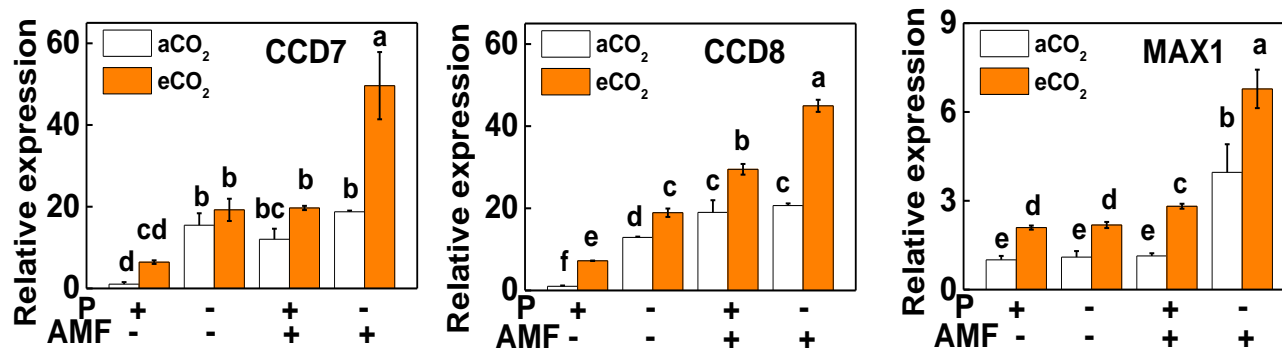 Relative expression
60
40
20
0
aCO2
eCO2
CCD7
d
cd
b
b
bc
b
b
a
P + - + -
AMF - - + +
Relative expression
60
40
20
0
aCO2
eCO2
CCD8
f
e
d
c
c
b
c
a
+ - + -
- - + +
Relative expression
9
6
3
0
aCO2
eCO2
MAX1
e
d
e
d
e
c
b
a
P + - + -
AMF - - + +